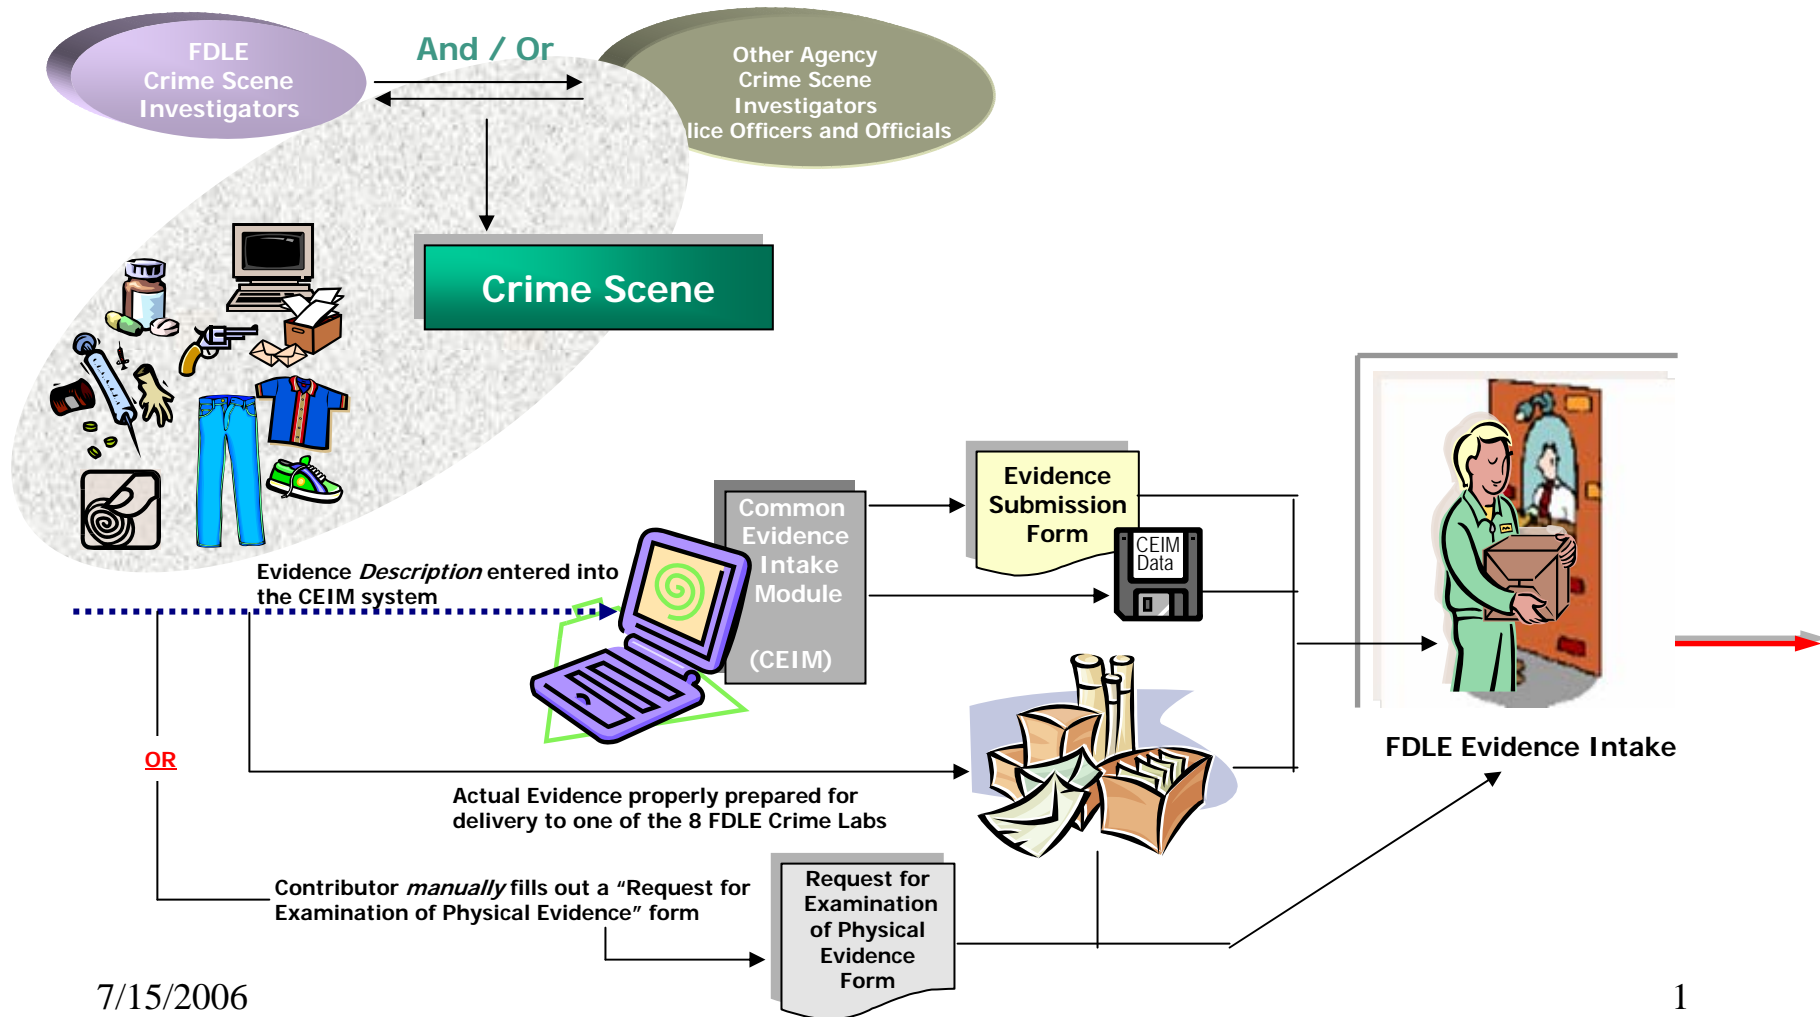 FDLE
Crime Scene
Investigators
And / Or
Other Agency
Crime Scene
Investigators
lice Officers and Officials
Crime Scene
Evidence
Submission
Form
Common
Evidence
Intake
Module
(CEIM)
CEIM
Data
Evidence Description entered into
the CEIM system
OR
FDLE Evidence Intake
Actual Evidence properly prepared for
delivery to one of the 8 FDLE Crime Labs
Contributor manually fills out a “Request for
Examination of Physical Evidence” form
Request for
Examination
of Physical
Evidence
Form
7/15/2006
1